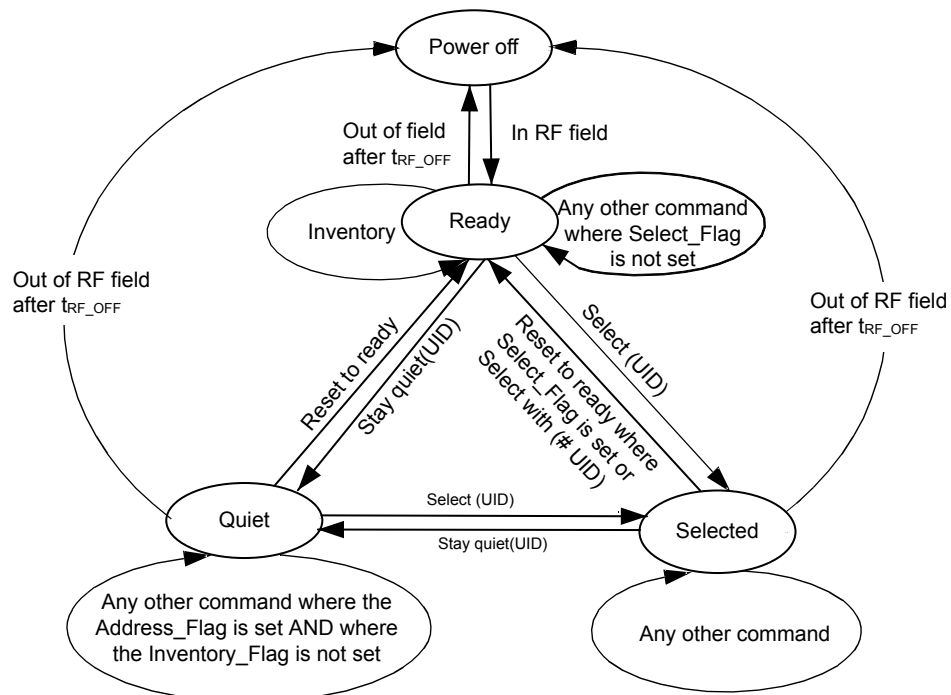 Power off
Out of field
after tRF_OFF
In RF field
Ready
Inventory
Any other command
where Select_Flag
is not set
Out of RF field
after tRF_OFF
Out of RF field
after tRF_OFF
Reset to ready
Stay quiet(UID)
Reset to ready where
Select_Flag is set or
Select with (# UID)
Select (UID)
Quiet
Select (UID)
Stay quiet(UID)
Selected
Any other command where the
Address_Flag is set AND where
the Inventory_Flag is not set
Any other command